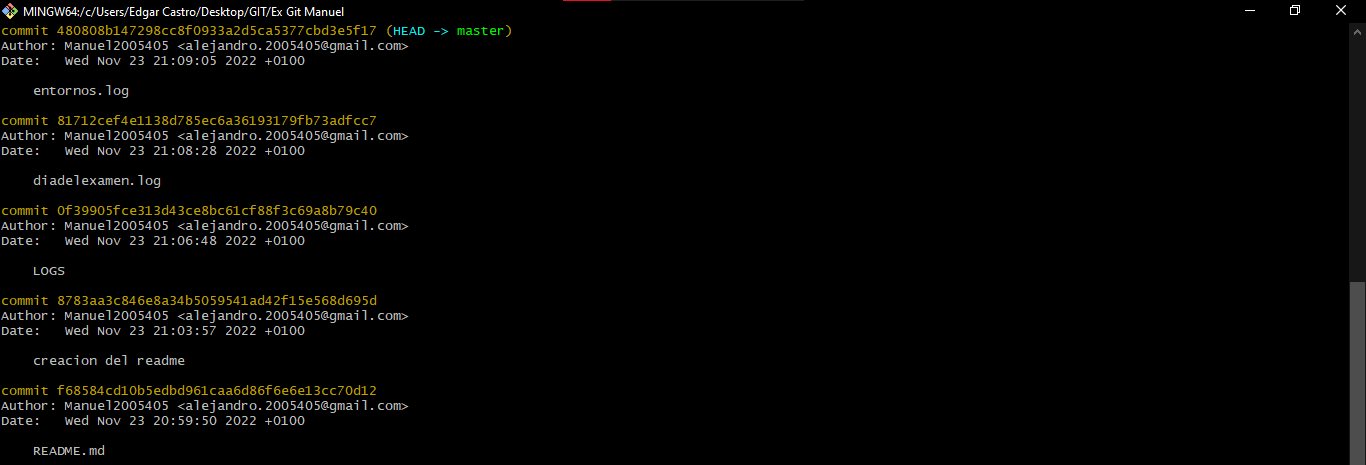 MINGW64:/c/Users/Edgar Castro/Desktop/GIT/Ex Git Manuel
commit 480808b147298cc8f0933a2d5ca5377cbd3e5f17 (HEAD -> master)
Author: Manuel2005405 <alejandro.2005405@gmail.com>
Date:   Wed Nov 23 21:09:05 2022 +0100
entornos.log
commit 81712cef4e1138d785ec6a36193179fb73adfcc7
Author: Manuel2005405 <alejandro.2005405@gmail.com>
Date:   Wed Nov 23 21:08:28 2022 +0100
diadelexamen.log
commit 0f39905fce313d43ce8bc61cf88f3c69a8b79c40
Author: Manuel2005405 <alejandro.2005405@gmail.com>
Date:   Wed Nov 23 21:06:48 2022 +0100
LOGS
commit 8783aa3c846e8a34b5059541ad42f15e568d695d
Author: Manuel2005405 <alejandro.2005405@gmail.com>
Date:   Wed Nov 23 21:03:57 2022 +0100
creacion del readme
commit f68584cd10b5edbd961caa6d86f6e6e13cc70d12
Author: Manuel2005405 <alejandro.2005405@gmail.com>
Date:   Wed Nov 23 20:59:50 2022 +0100
README.md